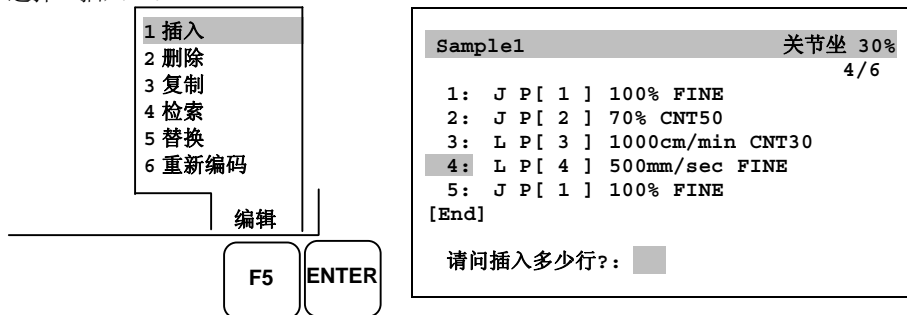 1 插入
2 删除
3 复制
4 检索
5 替换
6 重新编码
编辑
F5
ENTER
Sample1 关节坐 30%
4/6
1: J P[ 1 ] 100% FINE
2: J P[ 2 ] 70% CNT50
3: L P[ 3 ] 1000cm/min CNT30
4: L P[ 4 ] 500mm/sec FINE
5: J P[ 1 ] 100% FINE
[End]
请问插入多少行?: